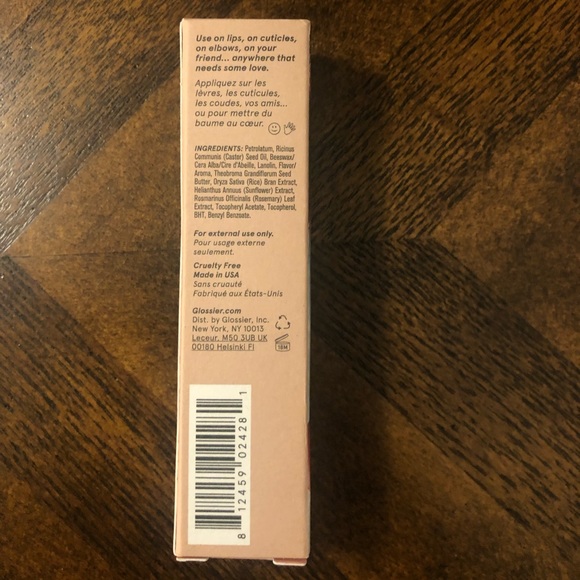 Use on lips, on cuticles,
on elbows, on your
friend... anywhere that
needs some love.
Appliquez sur les
lèvres, les cuticules,
les coudes, vos amis...
ou pour mettre du
baume au cœur.
INGREDIENTS: Petrolatum, Ricinus
Communis (Castor) Seed Oil, Beeswax/
Cera Alba/Cire d'Abeille, Lanolin, Flavor/
Aroma, Theobroma Grandiflorum Seed
Butter, Oryza Sativa (Rice) Bran Extract,
Helianthus Annuus (Sunflower) Extract,
Rosmarinus Officinalis (Rosemary) Leaf
Extract, Tocopheryl Acetate, Tocopherol,
BHT, Benzyl Benzoate.
For external use only.
Pour usage externe
seulement.
Cruelty Free
Made in USA
Sans cruauté
Fabriqué aux États-Unis
Glossier.com
Dist. by Glossier, Inc.
New York, NY 10013
Leceur, M50 3UB UK
00180 Helsinki FI
18M
8 12459 02428 1